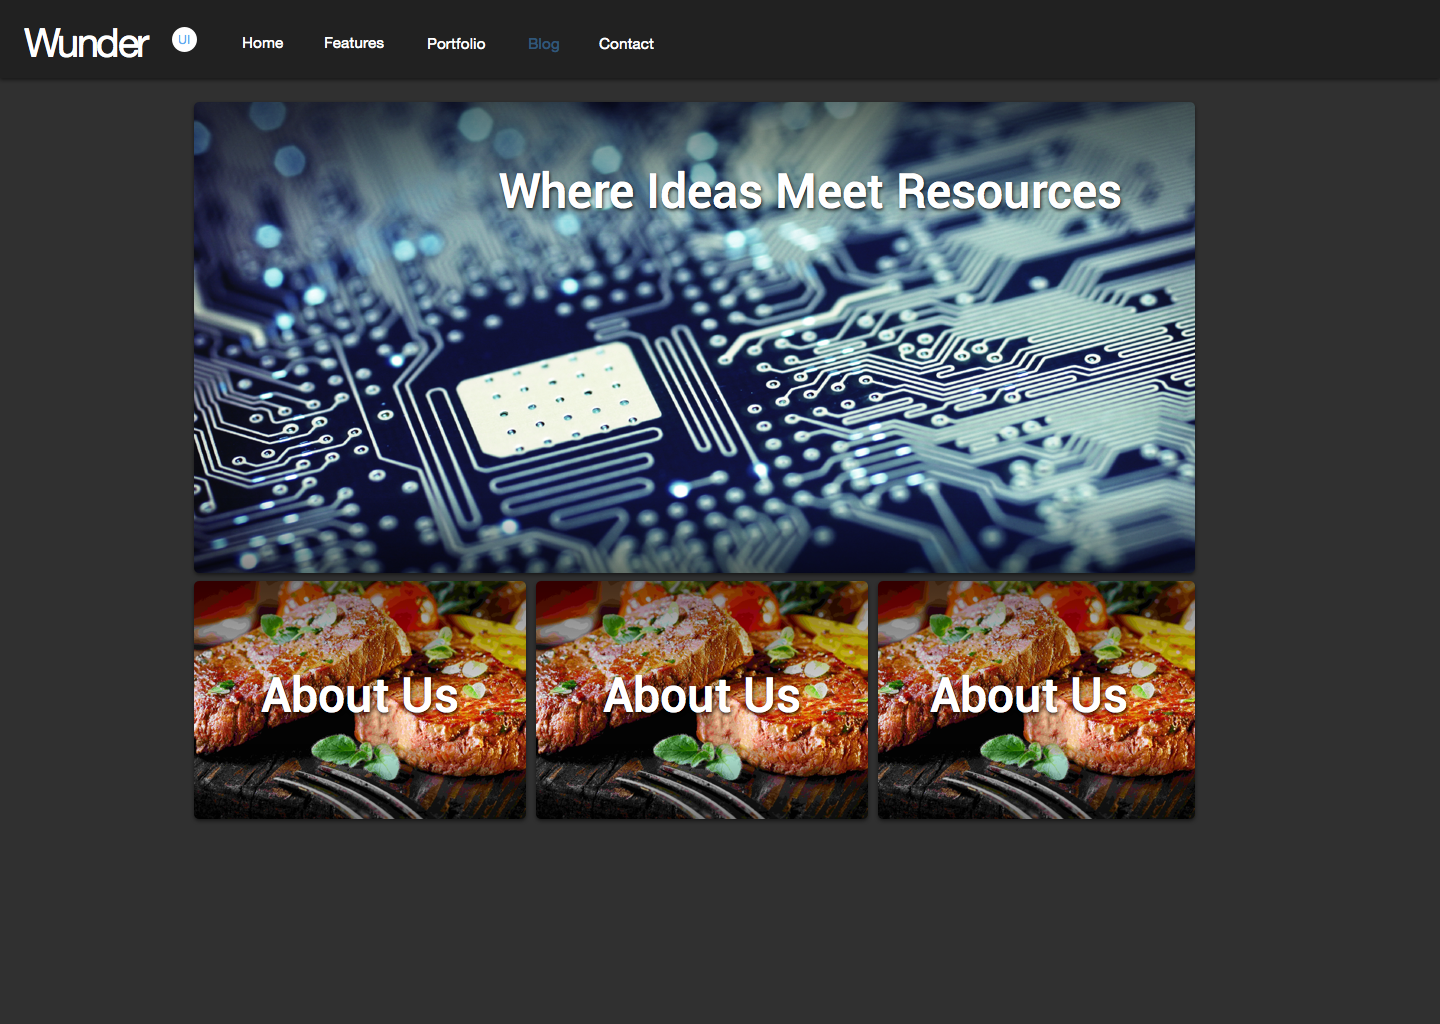 Wunder UI Home Features Portfolio Blog Contact
Where Ideas Meet Resources
About Us About Us About Us